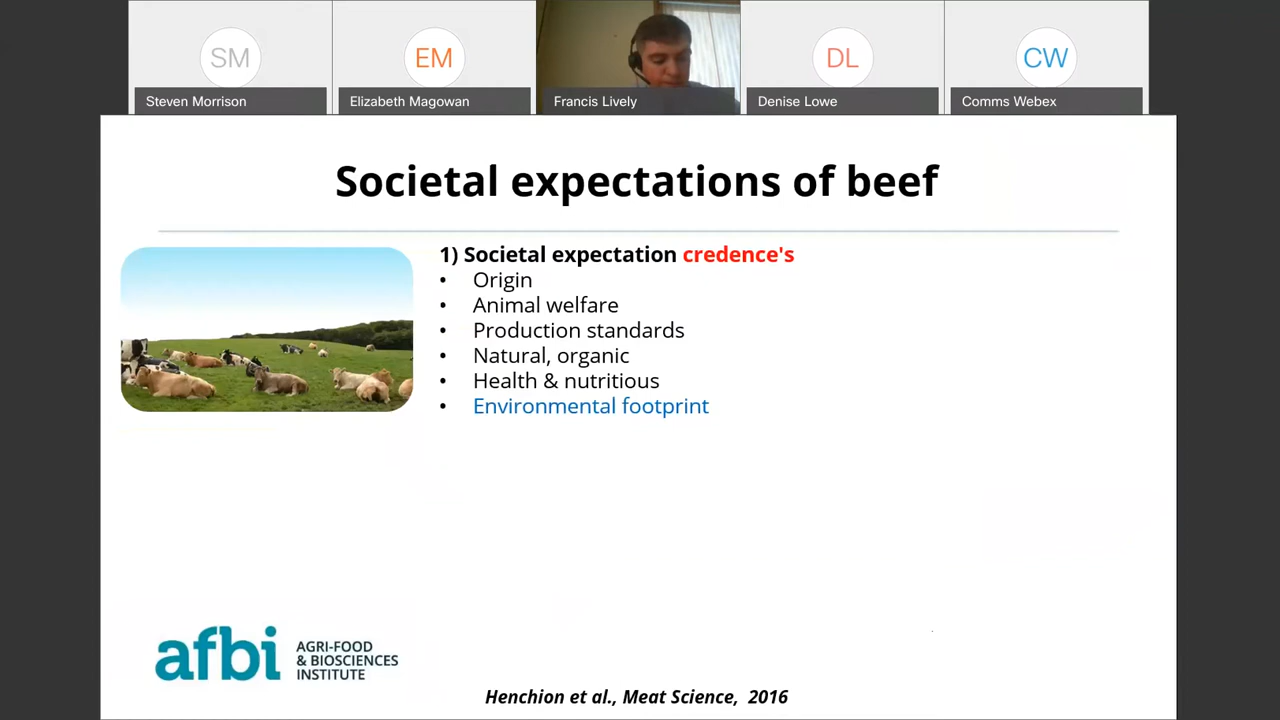 SM
EM
DL
CW
Steven Morrison
Elizabeth Magowan
Francis Lively
Denise Lowe
Comms Webex
Societal expectations of beef
1) Societal expectation credence's
• Origin
• Animal welfare
• Production standards
• Natural, organic
• Health & nutritious
• Environmental footprint
afbi
AGRI-FOOD
& BIOSCIENCES
INSTITUTE
Henchion et al., Meat Science, 2016